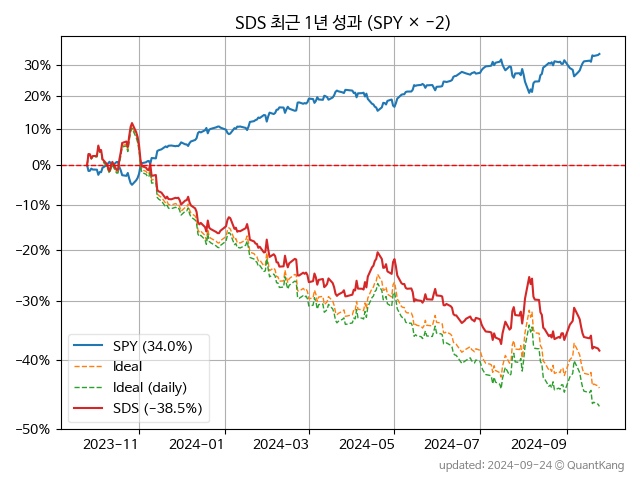 SDS 최근 1년 성과 (SPY × −2)
30%
20%
10%
0%
−10%
−20%
−30%
−40%
−50%
SPY (34.0%)
Ideal
Ideal (daily)
SDS (−38.5%)
2023−11
2024−01
2024−03
2024−05
2024−07
2024−09
updated: 2024−09−24 © QuantKang